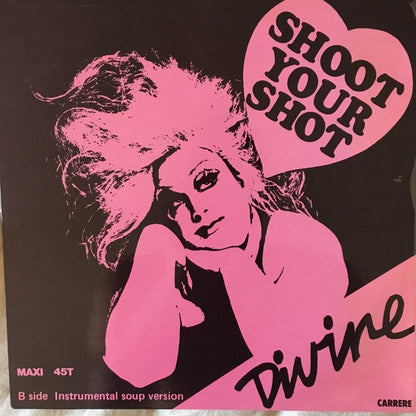 SHOOT
YOUR
SHOT
Divine
MAXI 45T
B side Instrumental soup version
CARRERE